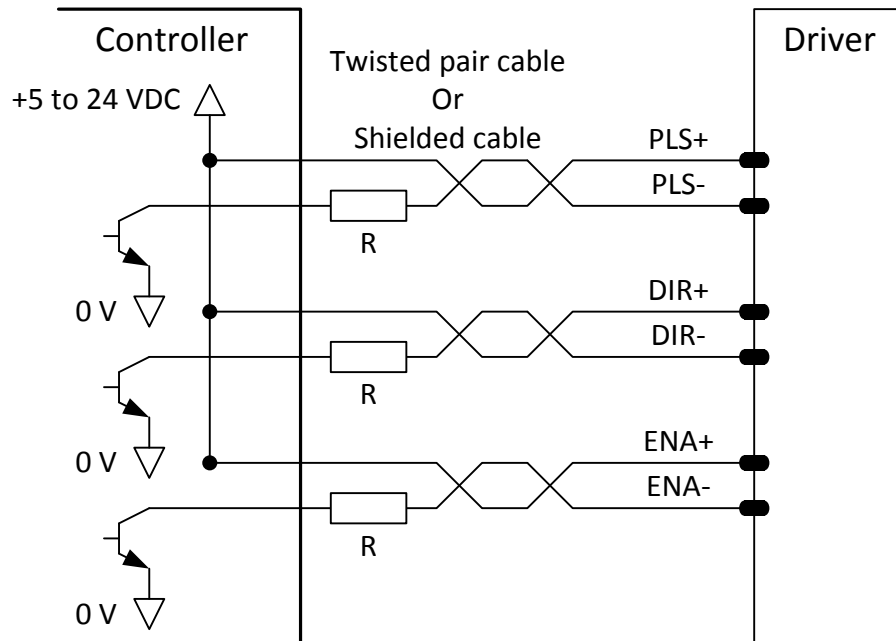 Controller
Driver
Twisted pair cable
Or
Shielded cable
+5 to 24 VDC
PLS+
PLS-
R
0 V
DIR+
DIR-
R
0 V
ENA+
ENA-
R
0 V